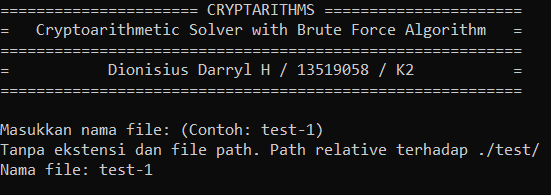 ====================== CRYPTARITHMS ======================
=   Cryptoarithmetic Solver with Brute Force Algorithm   =
==========================================================
=            Dionisius Darryl H / 13519058 / K2          =
==========================================================
Masukkan nama file: (Contoh: test-1)
Tanpa ekstensi dan file path. Path relative terhadap ./test/
Nama file: test-1